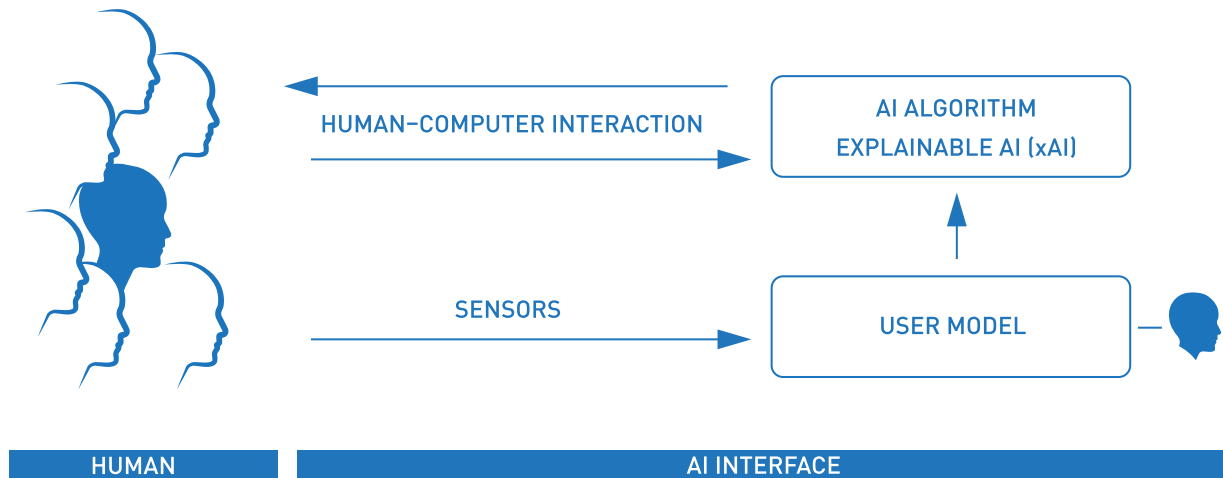 HUMAN–COMPUTER INTERACTION
AI ALGORITHM
EXPLAINABLE AI (xAI)
SENSORS
USER MODEL
HUMAN
AI INTERFACE